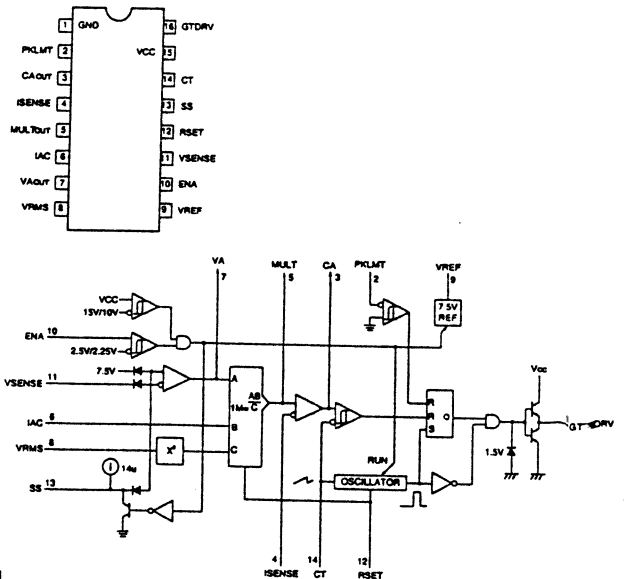 1 GND
PKLMT 2
CAOUT 3
ISENSE 4
MULTOUT 5
IAC 6
VAOUT 7
VRMS 8
16 GTDRV
VCC 15
14 CT
13 SS
12 RSET
11 VSENSE
10 ENA
9 VREF
VA
7
MULT
5
CA
3
PKLMT
2
VREF
9
7.5V
REF
VCC
15V/10V
ENA 10
2.5V/2.25V
7.5V
VSENSE 11
IAC 6
VRMS 8
X²
I 14u
SS 13
A
B
C
AB
C
R
R
S
Q
RUN
OSCILLATOR
Vcc
1.5V
GT DRV
4
ISENSE
14
CT
12
RSET